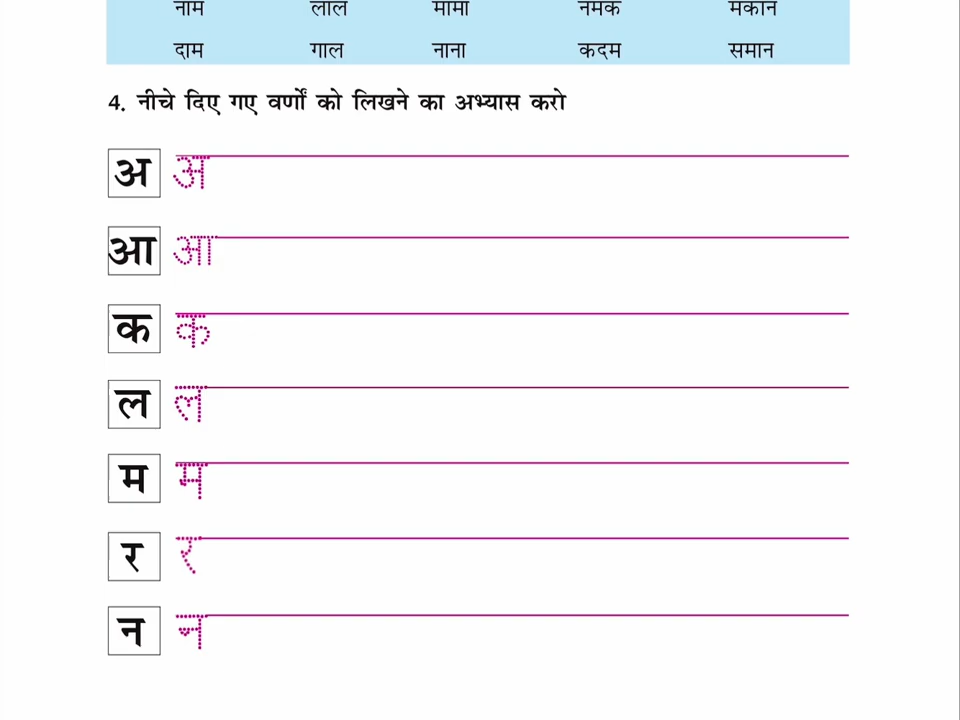 नाम लाल मामा नमक मकान
दाम गाल नाना कदम समान
4. नीचे दिए गए वर्णों को लिखने का अभ्यास करो
अ अ
आ आ
क क
ल ल
म म
र र
न न